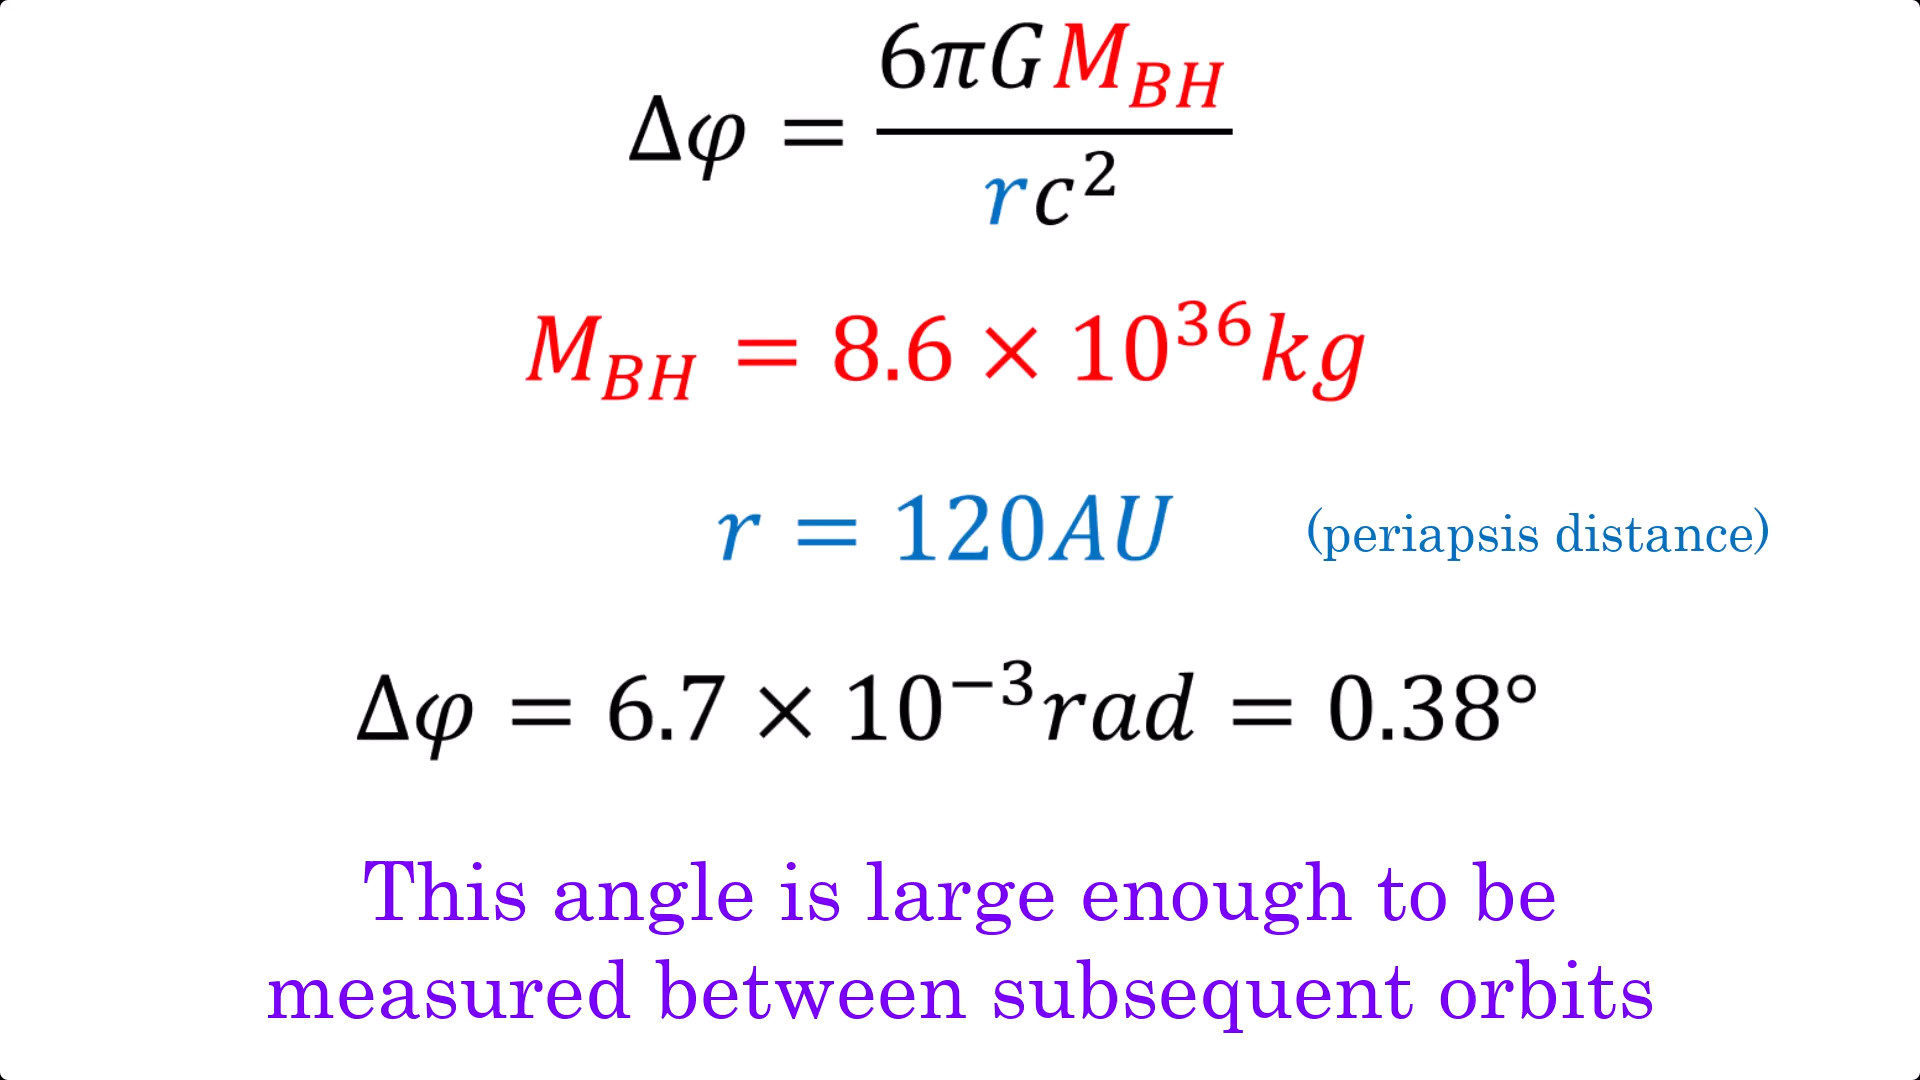 Δφ = 6πGM_BH / rc²
M_BH = 8.6 × 10³⁶kg
r = 120AU (periapsis distance)
Δφ = 6.7 × 10⁻³rad = 0.38°
This angle is large enough to be
measured between subsequent orbits